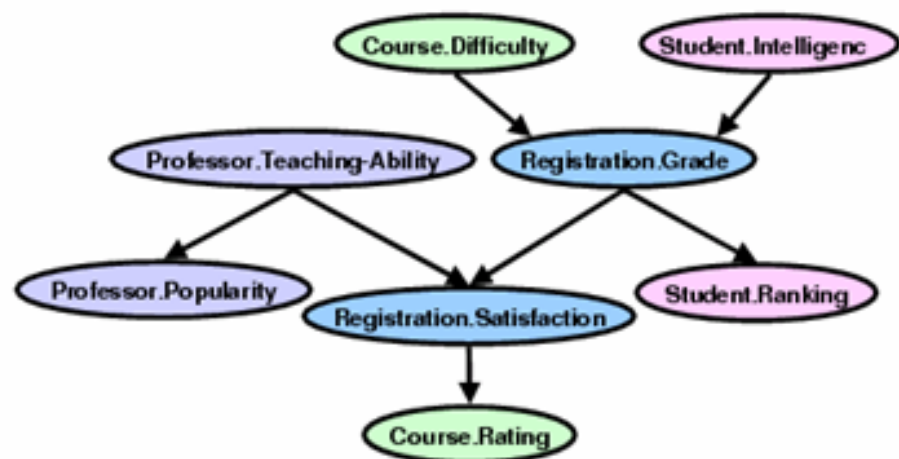 Course.Difficulty
Student.Intelligenc
Professor.Teaching-Ability
Registration.Grade
Professor.Popularity
Student.Ranking
Registration.Satisfaction
Course.Rating